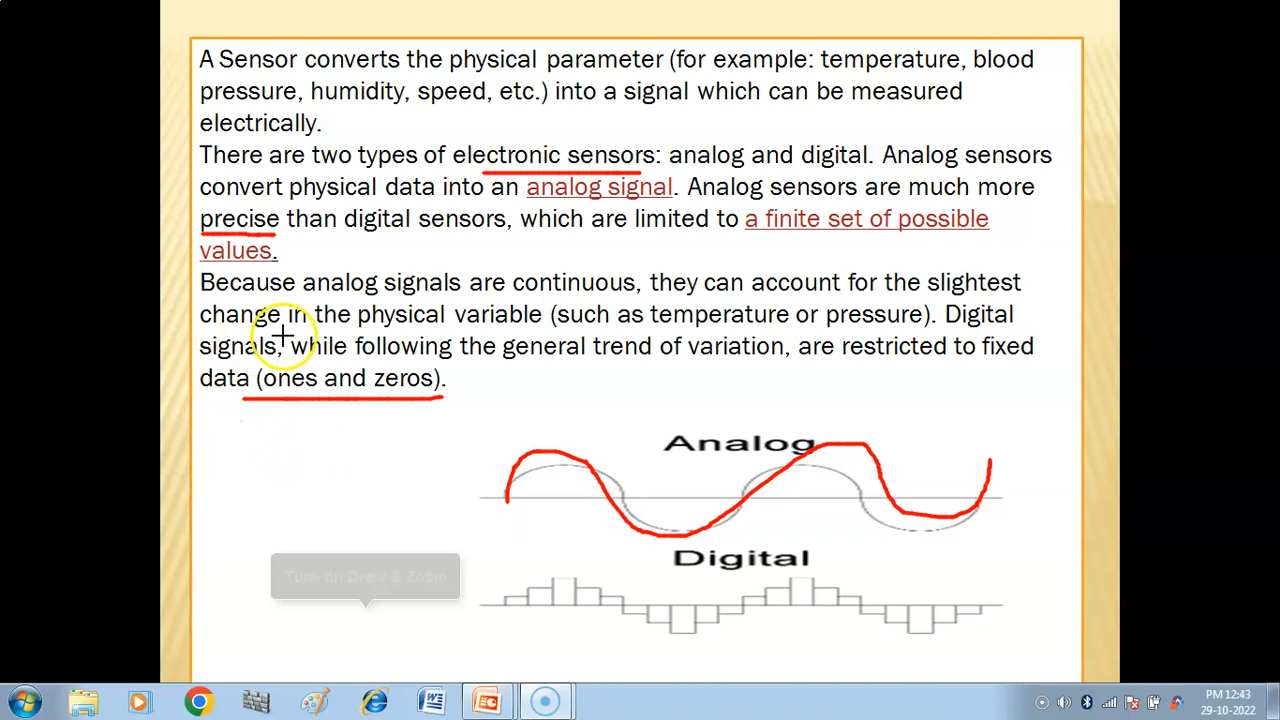 A Sensor converts the physical parameter (for example: temperature, blood
pressure, humidity, speed, etc.) into a signal which can be measured
electrically.
There are two types of electronic sensors: analog and digital. Analog sensors
convert physical data into an analog signal. Analog sensors are much more
precise than digital sensors, which are limited to a finite set of possible
values.
Because analog signals are continuous, they can account for the slightest
change in the physical variable (such as temperature or pressure). Digital
signals, while following the general trend of variation, are restricted to fixed
data (ones and zeros).
Analog
Digital
Turn on Draw & Zoom
PM 12:43
29-10-2022